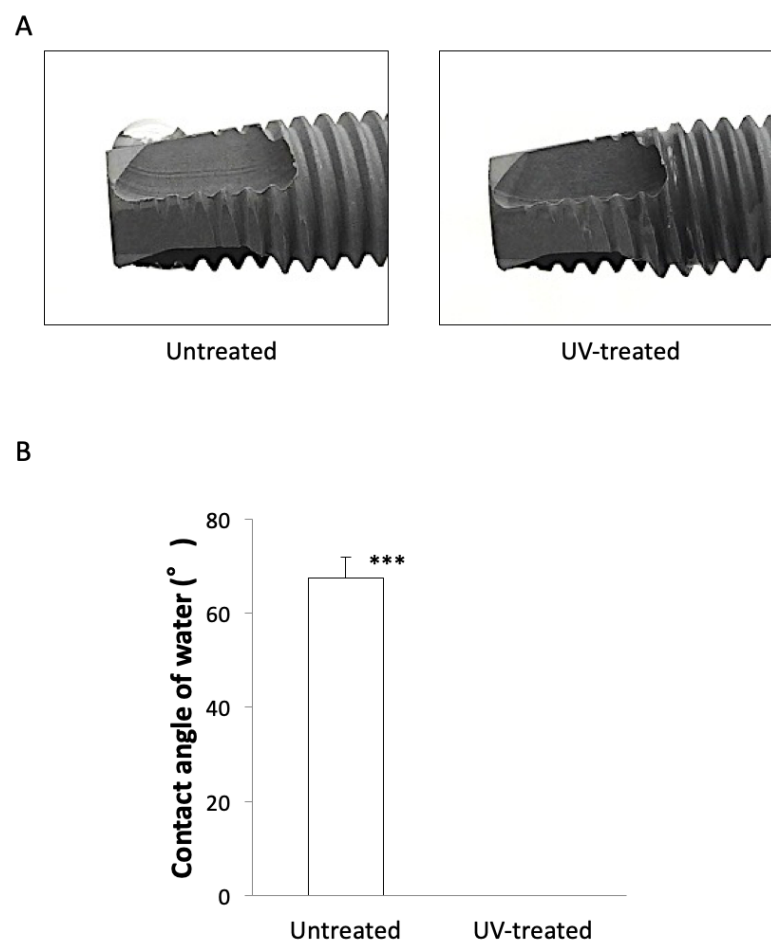 A
Untreated
UV-treated
B
Contact angle of water (° )
80
60
40
20
0
***
Untreated
UV-treated